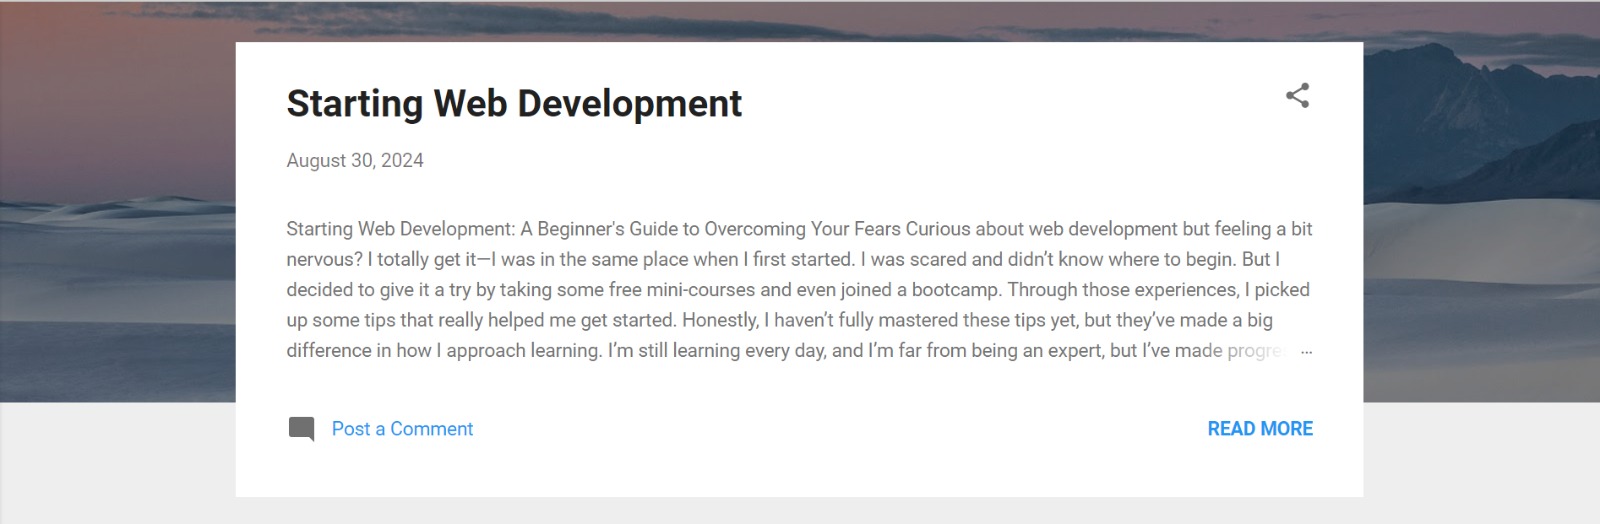 Starting Web Development
August 30, 2024
Starting Web Development: A Beginner's Guide to Overcoming Your Fears Curious about web development but feeling a bit
nervous? I totally get it—I was in the same place when I first started. I was scared and didn’t know where to begin. But I
decided to give it a try by taking some free mini-courses and even joined a bootcamp. Through those experiences, I picked
up some tips that really helped me get started. Honestly, I haven’t fully mastered these tips yet, but they’ve made a big
difference in how I approach learning. I’m still learning every day, and I’m far from being an expert, but I’ve made progre ...
Post a Comment
READ MORE